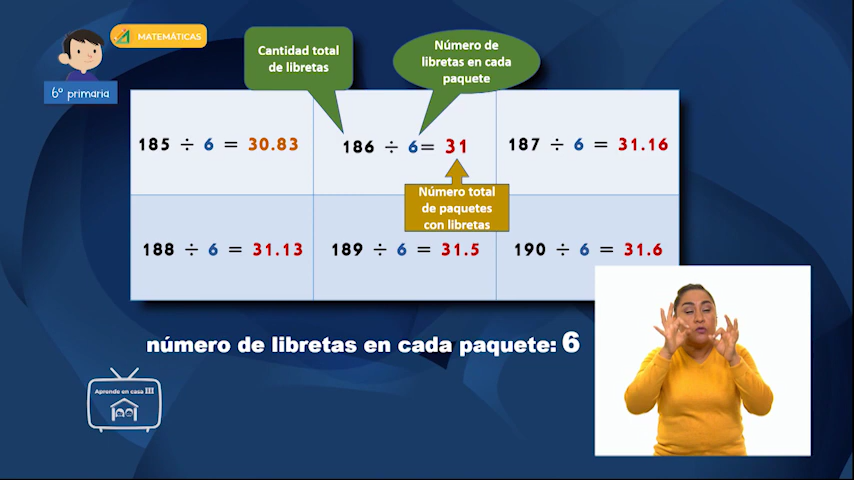 MATEMÁTICAS
6º primaria
Cantidad total
de libretas
Número de
libretas en cada
paquete
185 ÷ 6 = 30.83
186 ÷ 6= 31
187 ÷ 6 = 31.16
Número total
de paquetes
con libretas
188 ÷ 6 = 31.13
189 ÷ 6 = 31.5
190 ÷ 6 = 31.6
número de libretas en cada paquete: 6
Aprende en casa III